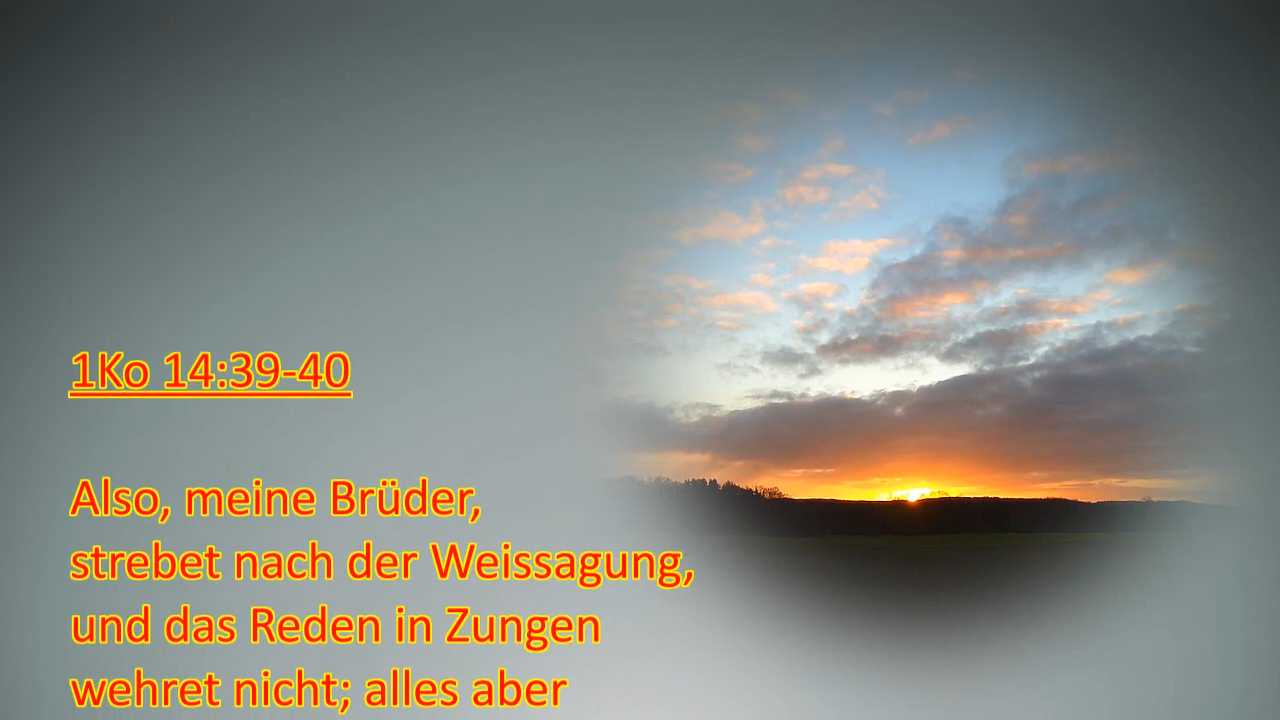 1Ko 14:39-40
Also, meine Brüder,
strebet nach der Weissagung,
und das Reden in Zungen
wehret nicht; alles aber